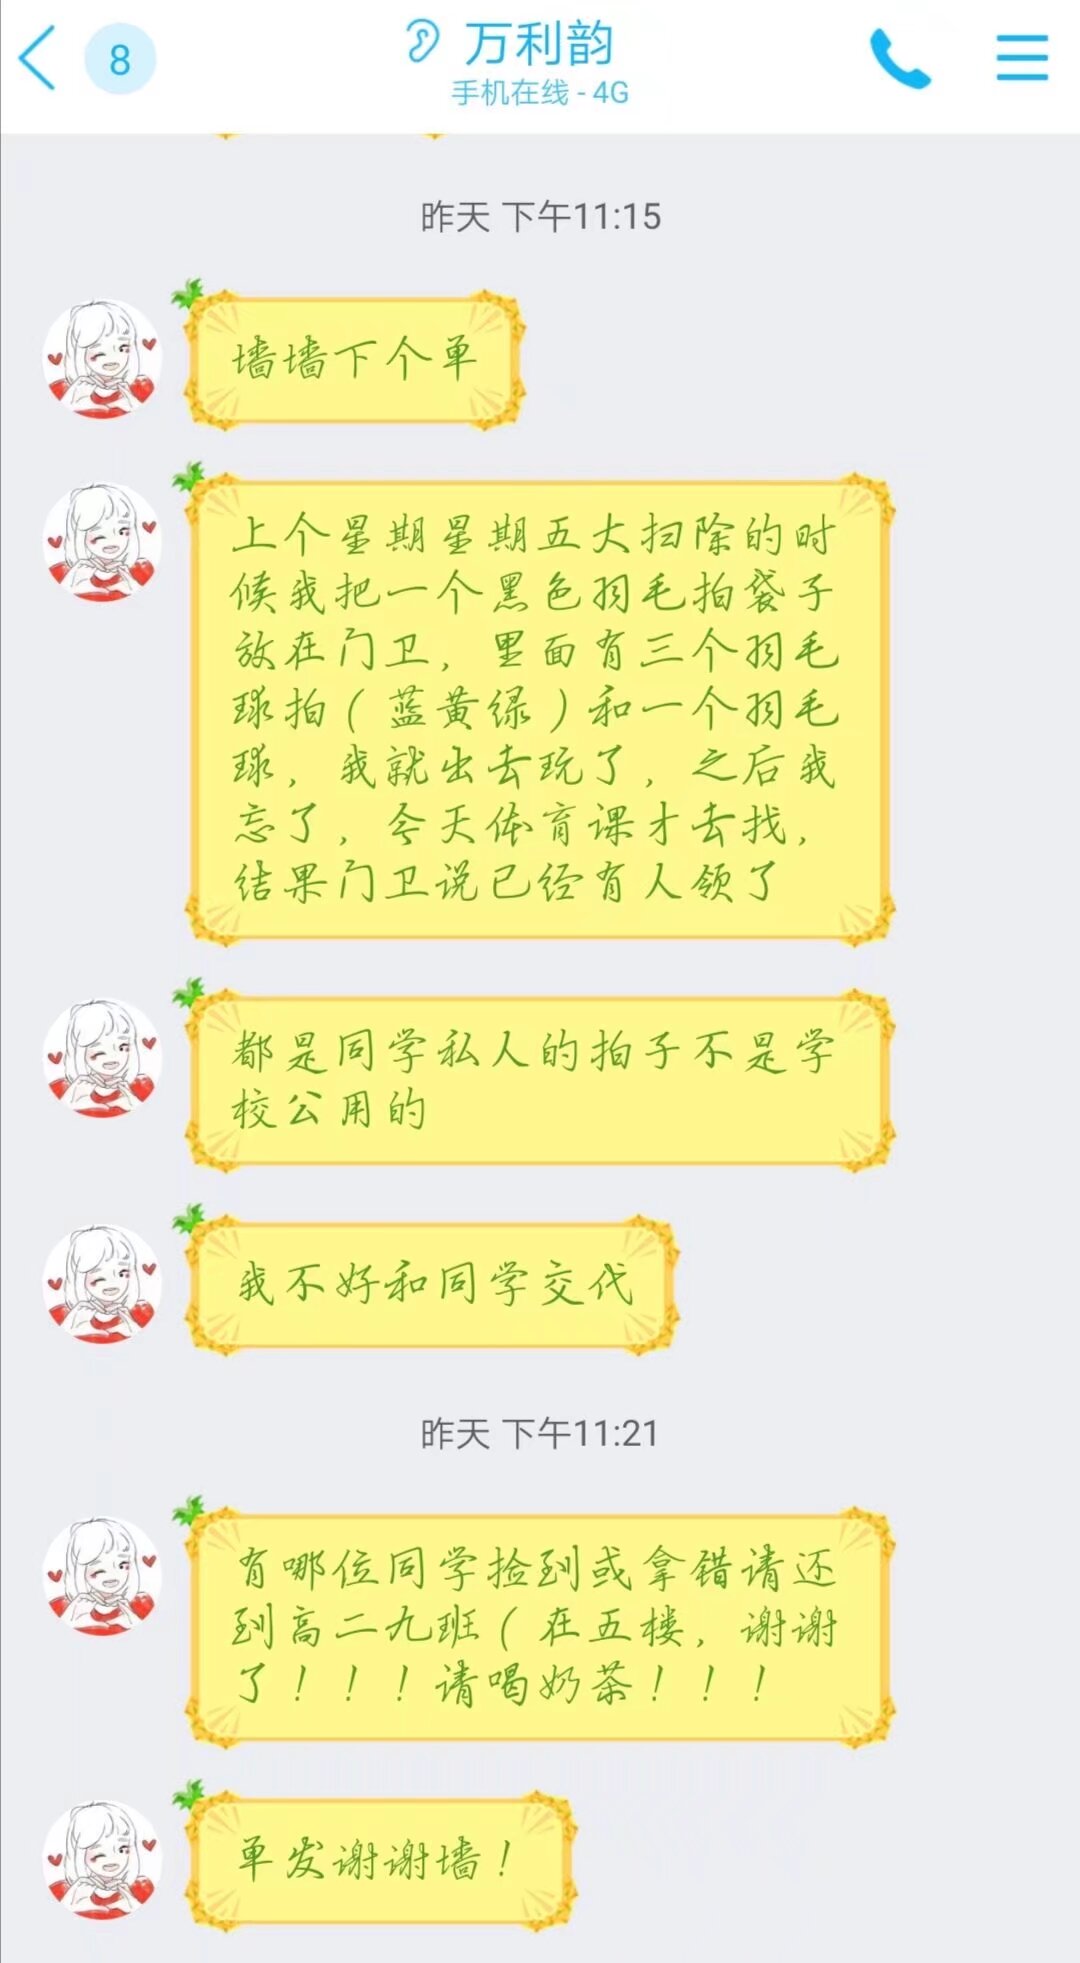 8
万利韵
手机在线 - 4G
昨天 下午11:15
墙墙下个单
上个星期星期五大扫除的时
候我把一个黑色羽毛拍袋子
放在门卫，里面有三个羽毛
球拍（蓝黄绿）和一个羽毛
球，我就出去玩了，之后我
忘了，今天体育课才去找，
结果门卫说已经有人领了
都是同学私人的拍子不是学
校公用的
我不好和同学交代
昨天 下午11:21
有哪位同学捡到或拿错请还
到高二九班（在五楼，谢谢
了！！！请喝奶茶！！！
单发谢谢墙！